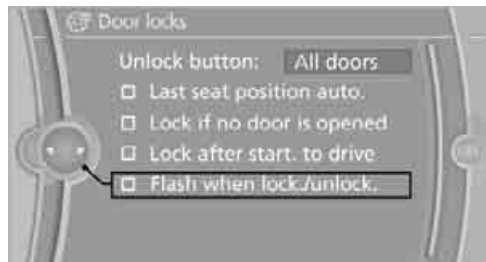 Door locks
Unlock button: All doors
Last seat position auto.
Lock if no door is opened
Lock after start. to drive
Flash when lock./unlock.